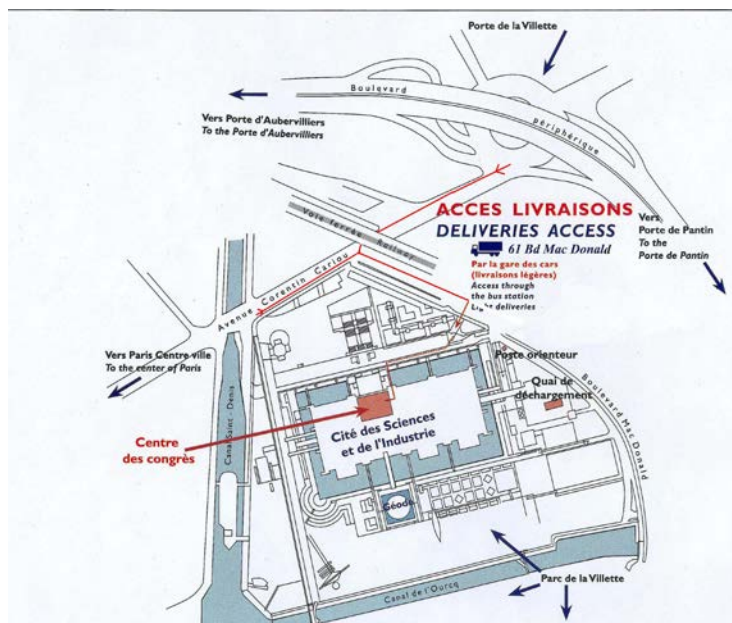 Porte de la Villette
Boulevard
périphérique
Vers Porte d'Aubervilliers
To the Porte d'Aubervilliers
ACCES LIVRAISONS
DELIVERIES ACCESS
61 Bd Mac Donald
Vers
Porte de Pantin
To the
Porte de Pantin
Voie ferrée Railway
Par la gare des cars
(livraisons légères)
Access through
the bus station
deliveries
Avenue Corentin Cariou
Vers Paris Centre ville
To the center of Paris
Poste orienteur
Quai de
déchargement
Boulevard Mac Donald
Canal Saint-Denis
Centre
des congrès
Cité des Sciences
et de l'Industrie
Géode
Parc de la Villette
Canal de l'Ourcq